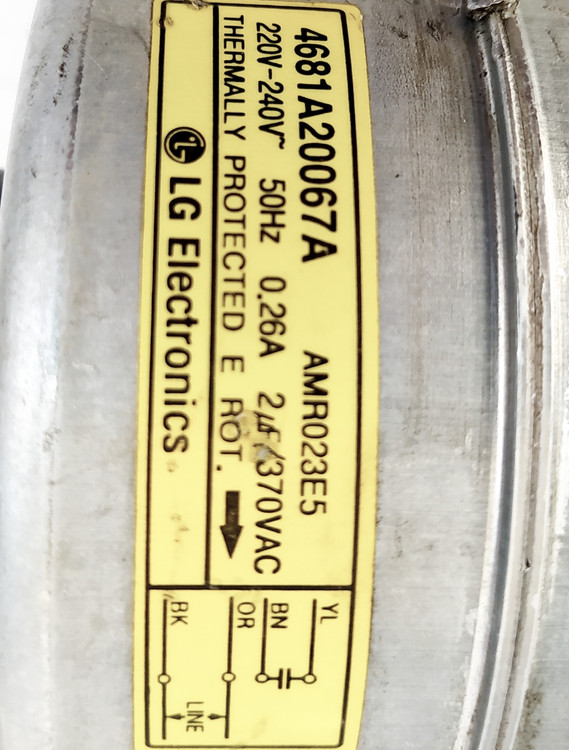 4681A20067A AMR023E5
220V-240V~ 50Hz 0.26A 2μF/370VAC
THERMALLY PROTECTED E ROT.
LG Electronics
YL
BN
OR
BK
LINE